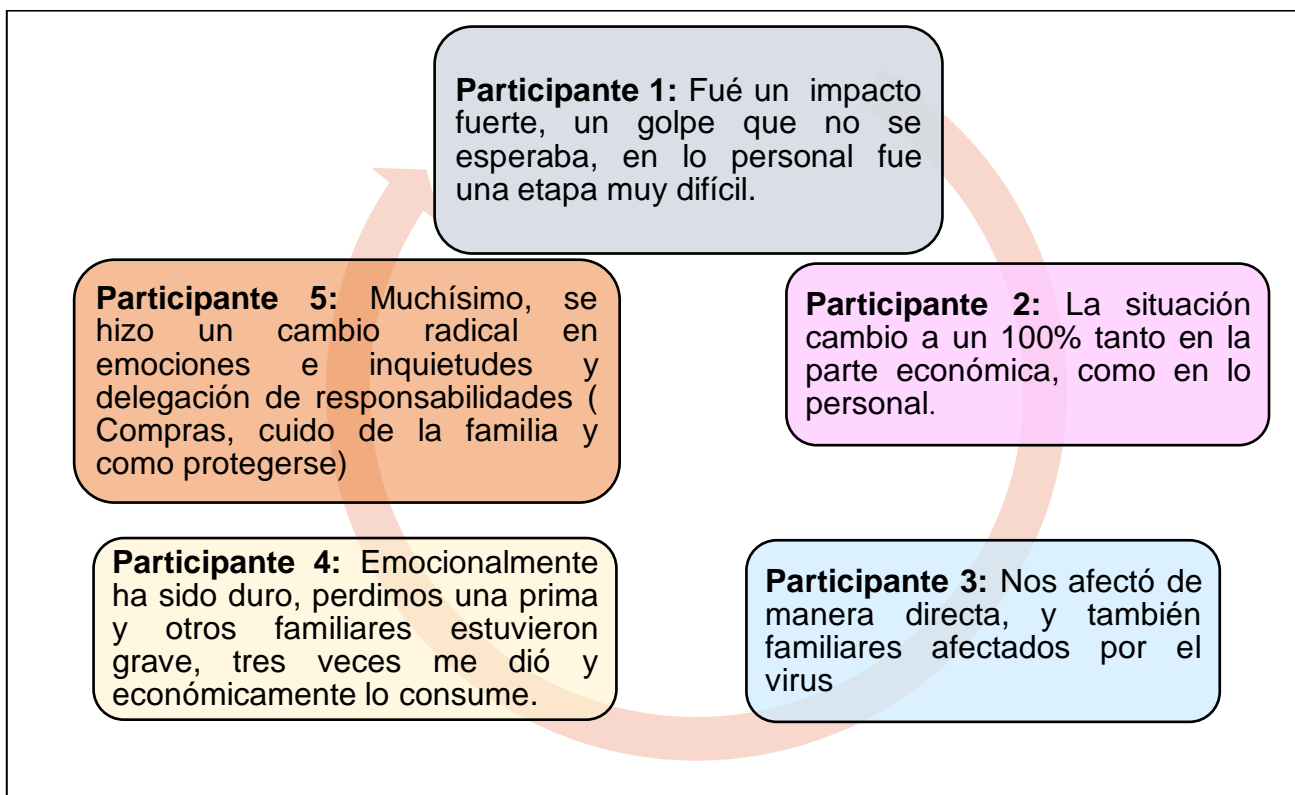 Participante 1: Fué un impacto
fuerte, un golpe que no se
esperaba, en lo personal fue
una etapa muy difícil.
Participante 2: La situación
cambio a un 100% tanto en la
parte económica, como en lo
personal.
Participante 3: Nos afectó de
manera directa, y también
familiares afectados por el
virus
Participante 4: Emocionalmente
ha sido duro, perdimos una prima
y otros familiares estuvieron
grave, tres veces me dió y
económicamente lo consume.
Participante 5: Muchísimo, se
hizo un cambio radical en
emociones e inquietudes y
delegación de responsabilidades (
Compras, cuido de la familia y
como protegerse)